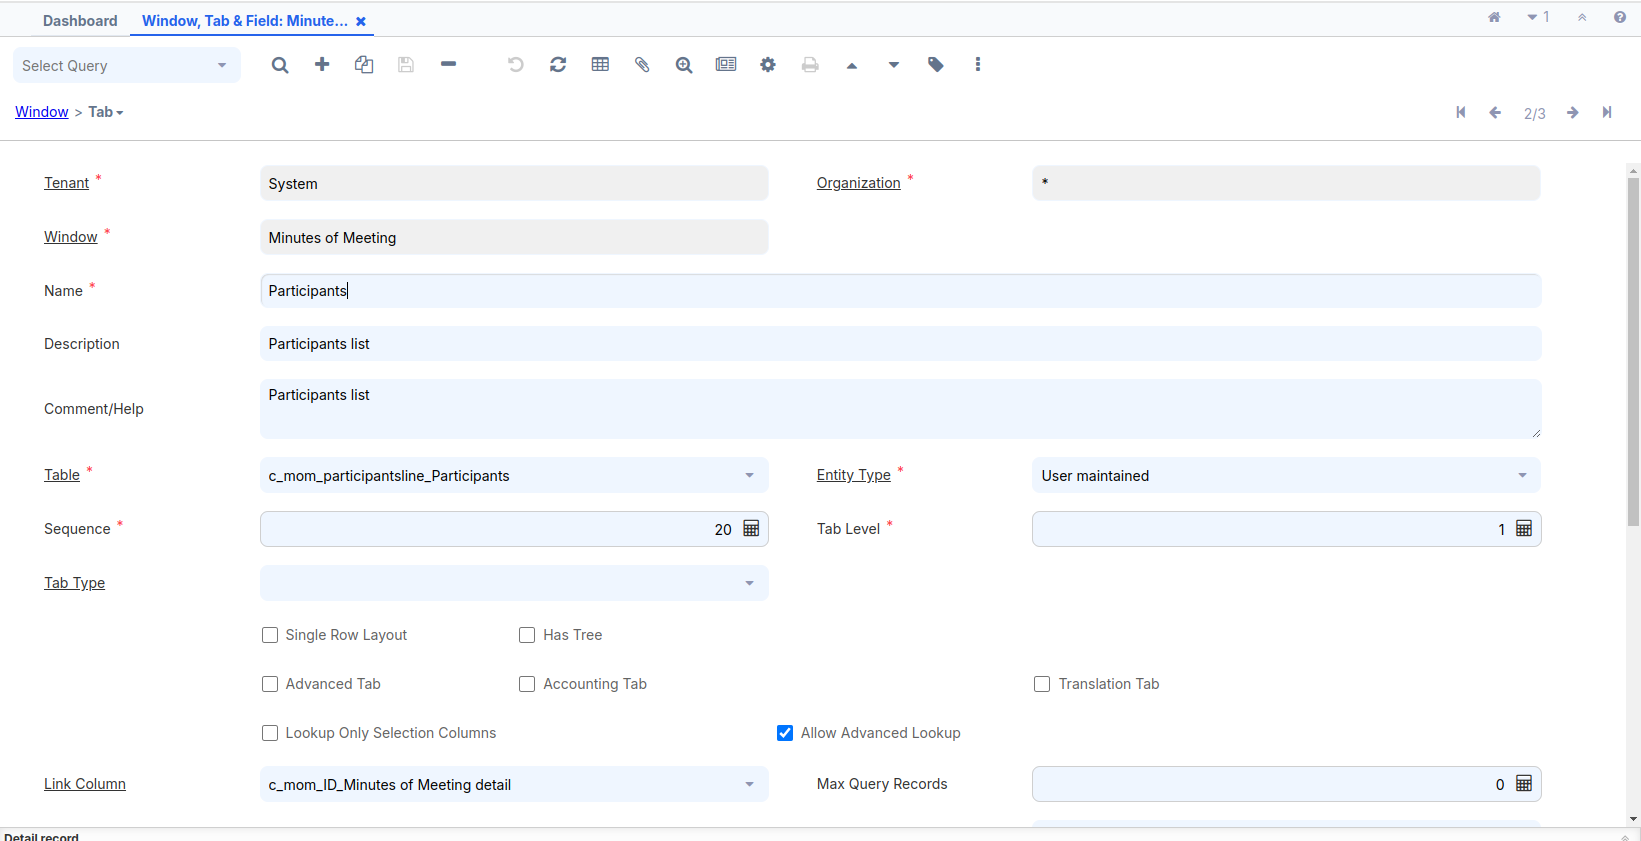 Dashboard
Window, Tab & Field: Minute...
1
Select Query
Window > Tab
2/3
Tenant *
System
Organization *
*
Window *
Minutes of Meeting
Name *
Participants
Description
Participants list
Comment/Help
Participants list
Table *
c_mom_participantsline_Participants
Entity Type *
User maintained
Sequence *
20
Tab Level *
1
Tab Type
Single Row Layout
Has Tree
Advanced Tab
Accounting Tab
Translation Tab
Lookup Only Selection Columns
Allow Advanced Lookup
Link Column
c_mom_ID_Minutes of Meeting detail
Max Query Records
0
Detail record